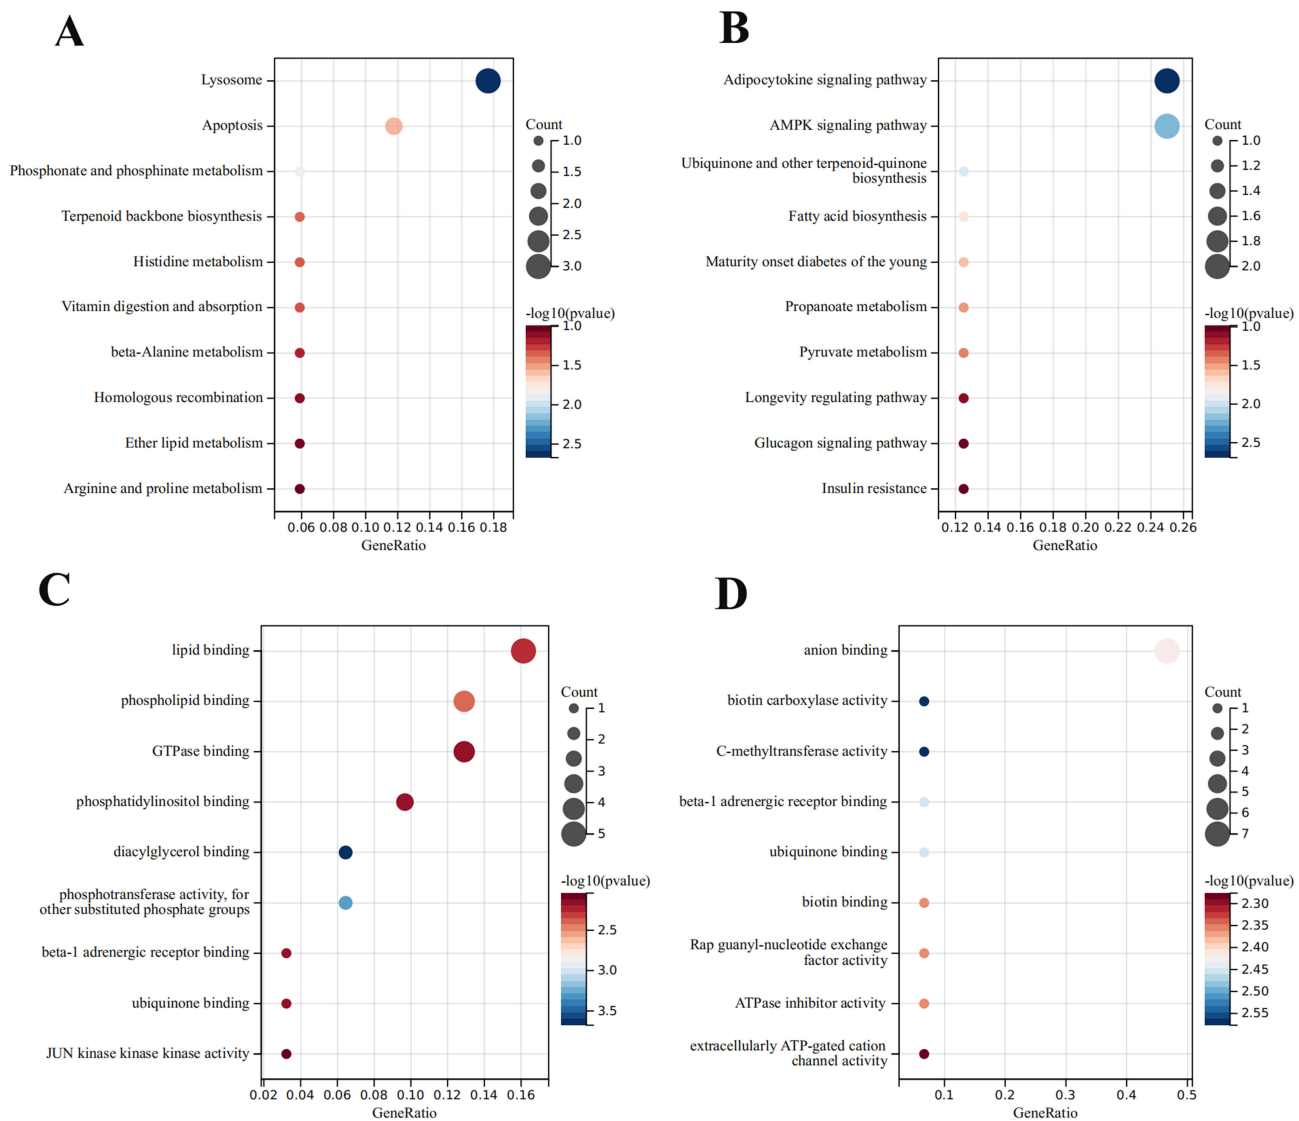 A
Lysosome
Apoptosis
Phosphonate and phosphinate metabolism
Terpenoid backbone biosynthesis
Histidine metabolism
Vitamin digestion and absorption
beta-Alanine metabolism
Homologous recombination
Ether lipid metabolism
Arginine and proline metabolism
0.06 0.08 0.10 0.12 0.14 0.16 0.18
GeneRatio
Count
1.0
1.5
2.0
2.5
3.0
-log10(pvalue)
1.0
1.5
2.0
2.5
B
Adipocytokine signaling pathway
AMPK signaling pathway
Ubiquinone and other terpenoid-quinone
biosynthesis
Fatty acid biosynthesis
Maturity onset diabetes of the young
Propanoate metabolism
Pyruvate metabolism
Longevity regulating pathway
Glucagon signaling pathway
Insulin resistance
0.12 0.14 0.16 0.18 0.20 0.22 0.24 0.26
GeneRatio
Count
1.0
1.2
1.4
1.6
1.8
2.0
-log10(pvalue)
1.0
1.5
2.0
2.5
C
lipid binding
phospholipid binding
GTPase binding
phosphatidylinositol binding
diacylglycerol binding
phosphotransferase activity, for
other substituted phosphate groups
beta-1 adrenergic receptor binding
ubiquinone binding
JUN kinase kinase kinase activity
0.02 0.04 0.06 0.08 0.10 0.12 0.14 0.16
GeneRatio
Count
1
2
3
4
5
-log10(pvalue)
2.5
3.0
3.5
D
anion binding
biotin carboxylase activity
C-methyltransferase activity
beta-1 adrenergic receptor binding
ubiquinone binding
biotin binding
Rap guanyl-nucleotide exchange
factor activity
ATPase inhibitor activity
extracellularly ATP-gated cation
channel activity
0.1 0.2 0.3 0.4 0.5
GeneRatio
Count
1
2
3
4
5
6
7
-log10(pvalue)
2.30
2.35
2.40
2.45
2.50
2.55